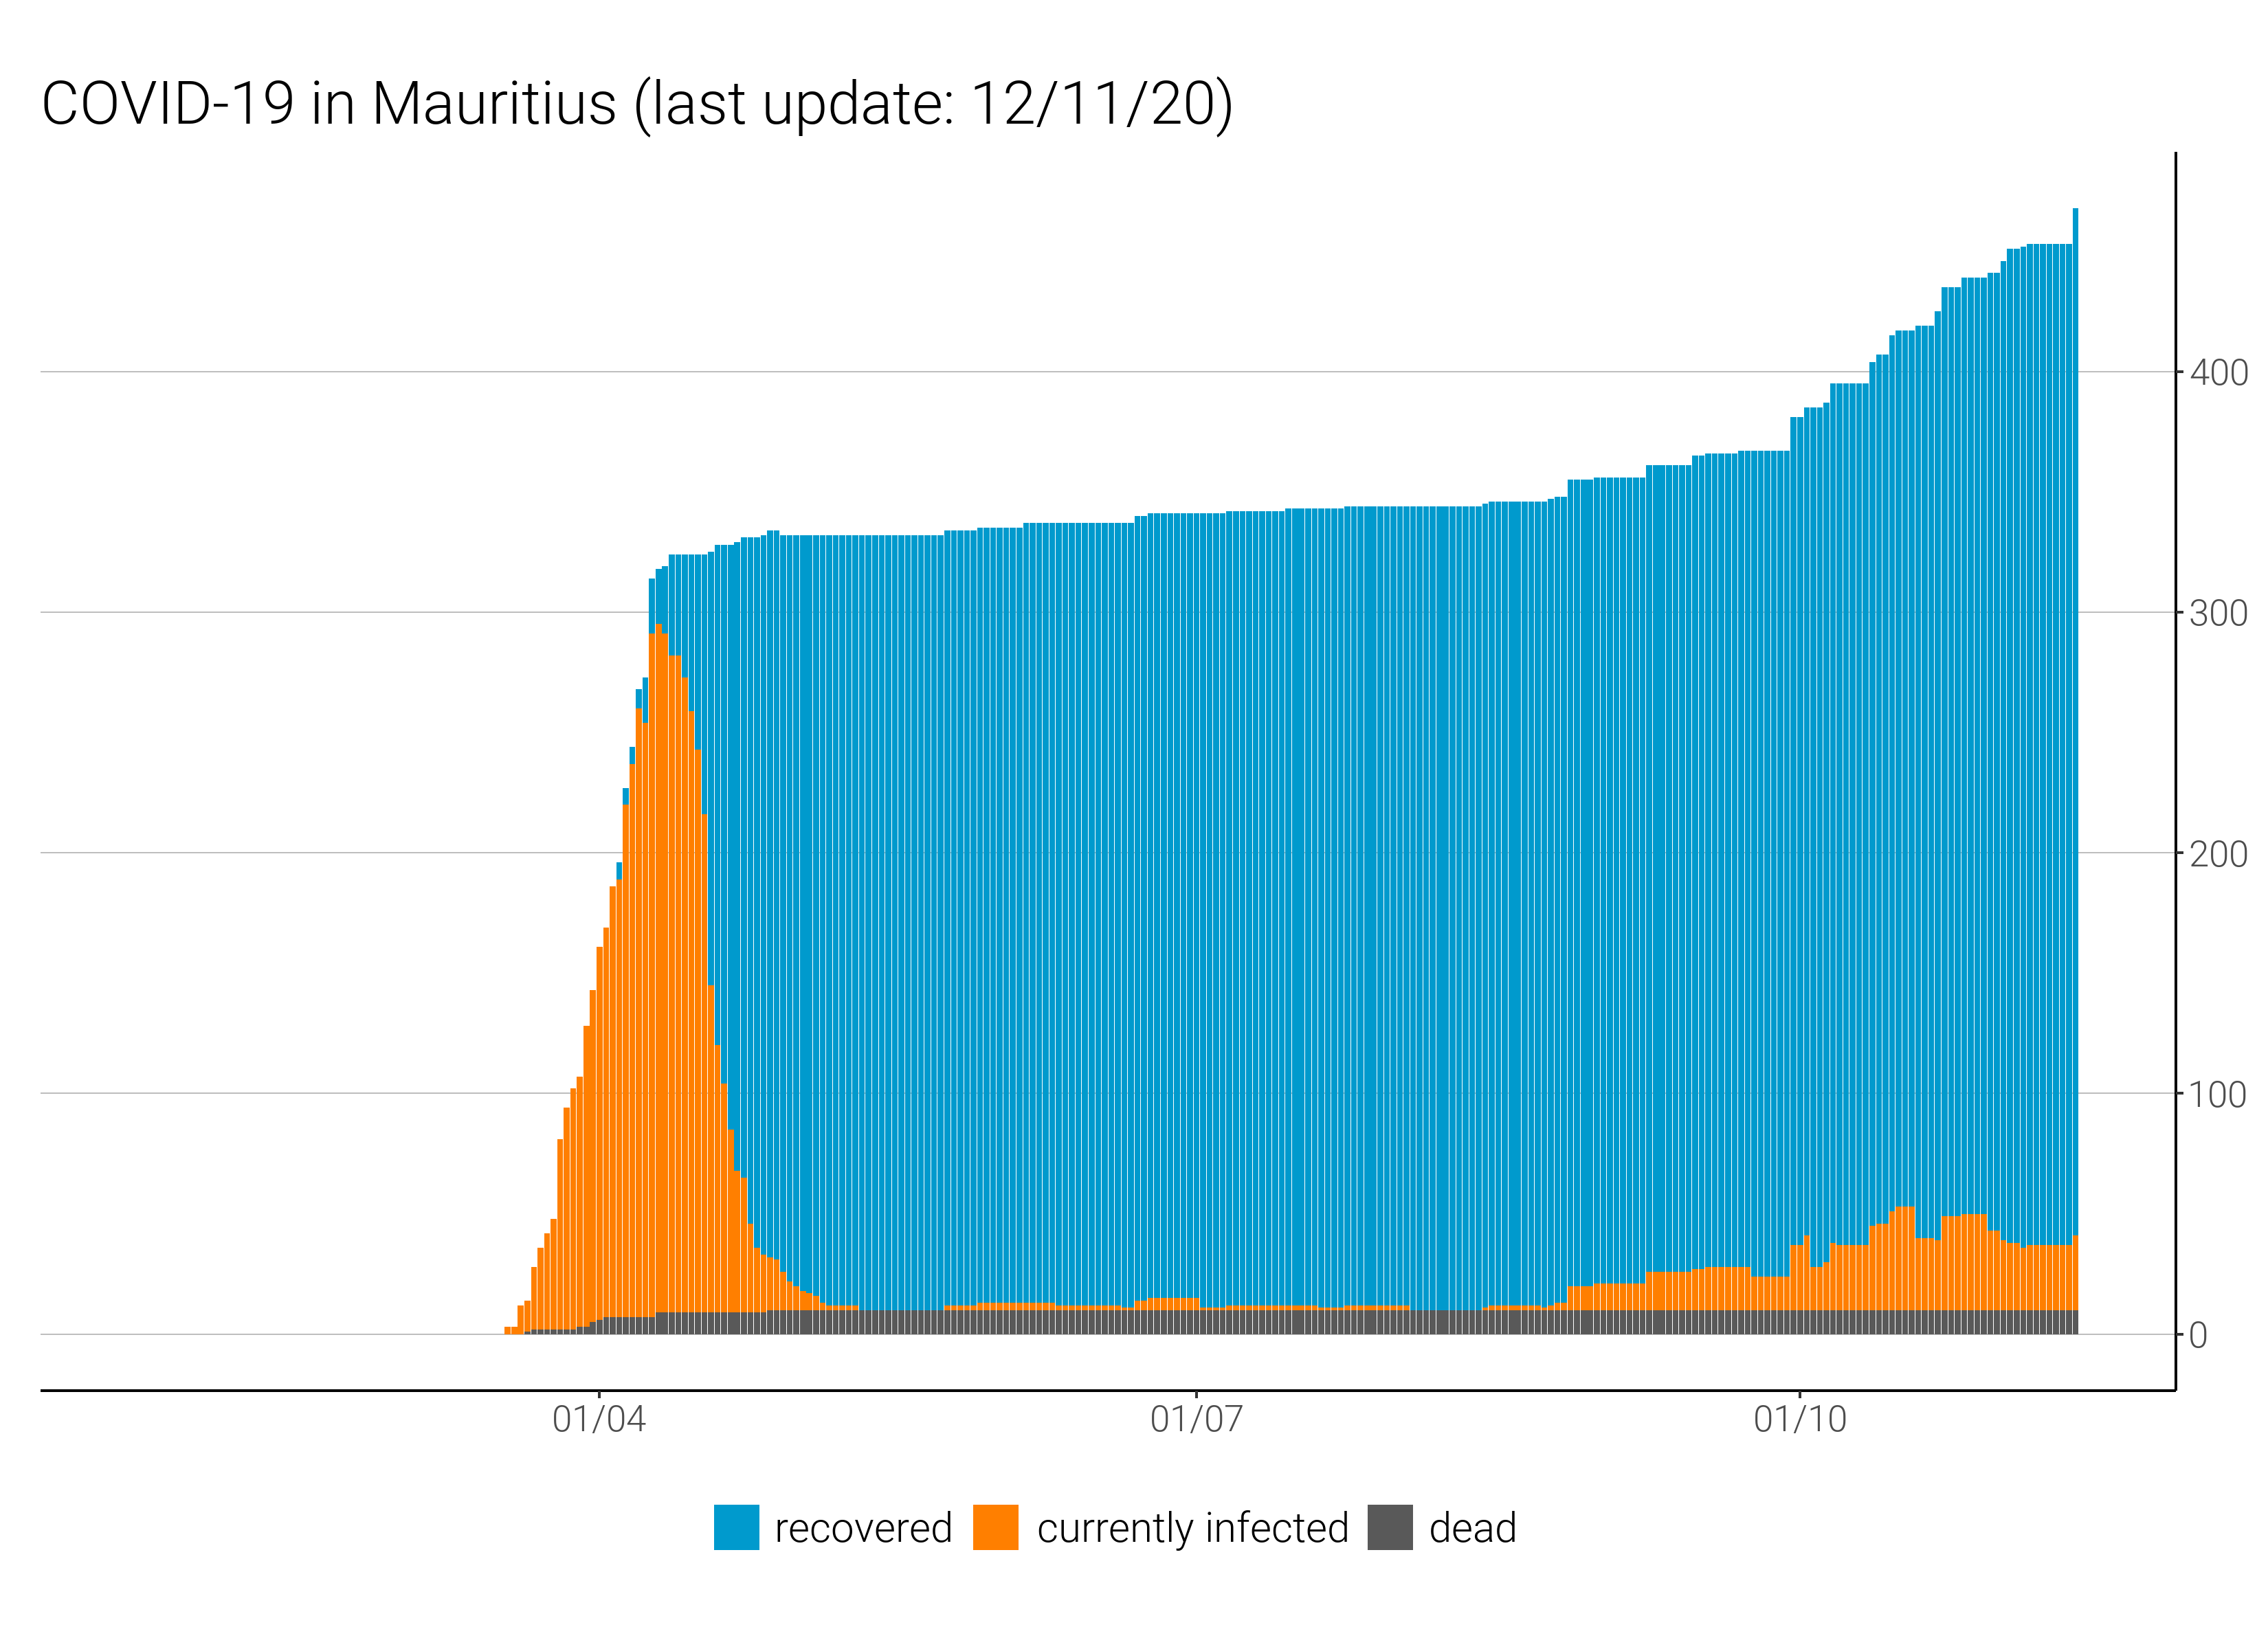 COVID-19 in Mauritius (last update: 12/11/20)
400
300
200
100
0
01/04 01/07 01/10
recovered currently infected dead